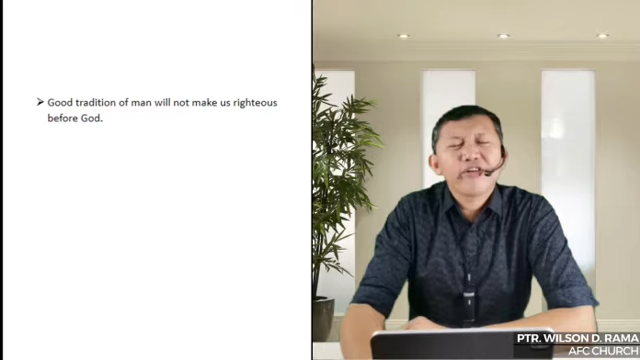 ➢ Good tradition of man will not make us righteous
before God.
PTR. WILSON D. RAMA
AFC CHURCH